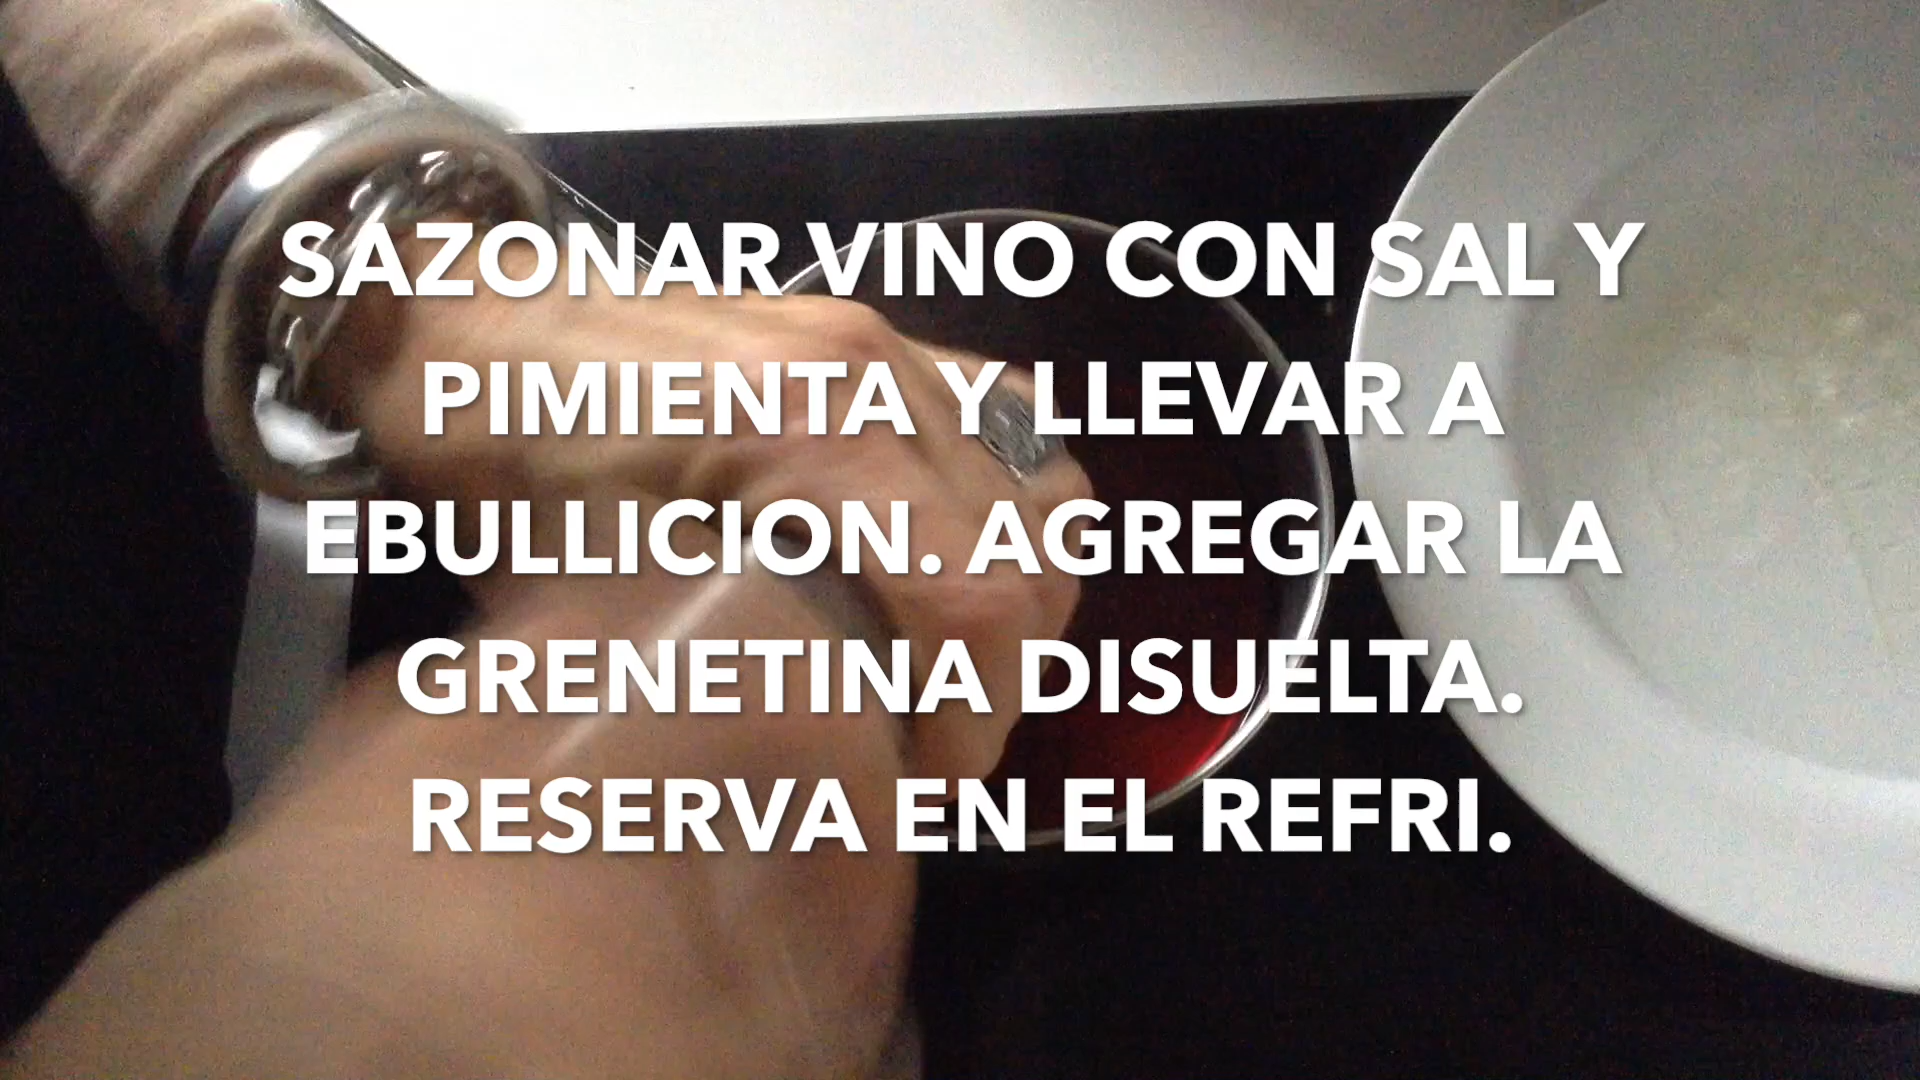 SAZONAR VINO CON SAL Y
PIMIENTA Y LLEVAR A
EBULLICION. AGREGAR LA
GRENETINA DISUELTA.
RESERVA EN EL REFRI.